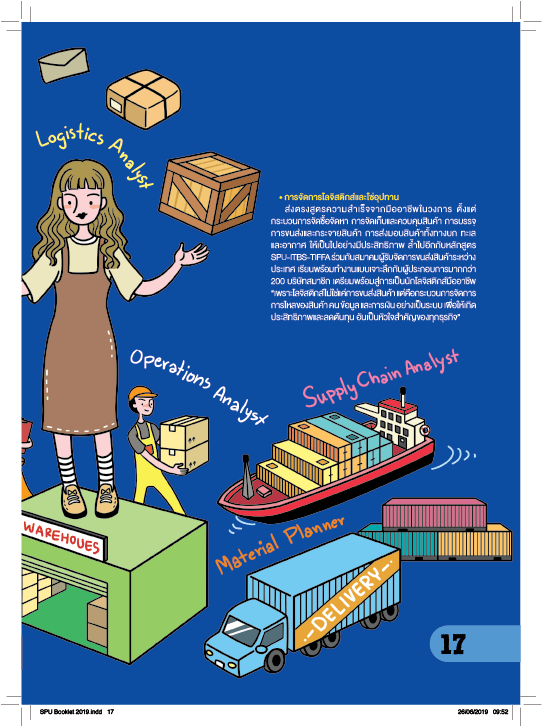 Logistics Analyst
• การจัดการโลจิสติกส์และโซ่อุปทาน
ส่งตรงสูตรความสำเร็จจากมืออาชีพในวงการ ตั้งแต่
กระบวนการจัดซื้อจัดหา การจัดเก็บและควบคุมสินค้า การบรรจุ
การขนส่งและกระจายสินค้า การส่งมอบสินค้าทั้งทางบก ทะเล
และอากาศ ให้เป็นไปอย่างมีประสิทธิภาพ ล้ำไปอีกกับหลักสูตร
SPU-ITBS-TIFFA ร่วมกับสมาคมผู้รับจัดการขนส่งสินค้าระหว่าง
ประเทศ เรียนพร้อมทำงานแบบเจาะลึกกับผู้ประกอบการมากกว่า
200 บริษัทสมาชิก เตรียมพร้อมสู่การเป็นนักโลจิสติกส์มืออาชีพ
"เพราะโลจิสติกส์ไม่ใช่แค่การขนส่งสินค้า แต่คือกระบวนการจัดการ
การไหลของสินค้า คน ข้อมูล และการเงิน อย่างเป็นระบบ เพื่อให้เกิด
ประสิทธิภาพและลดต้นทุน อันเป็นหัวใจสำคัญของทุกธุรกิจ"
Operations Analyst
Supply Chain Analyst
WAREHOUES
Material Planner
DELIVERY
17
SPU Booklet 2019.indd 17
26/06/2019 09:52